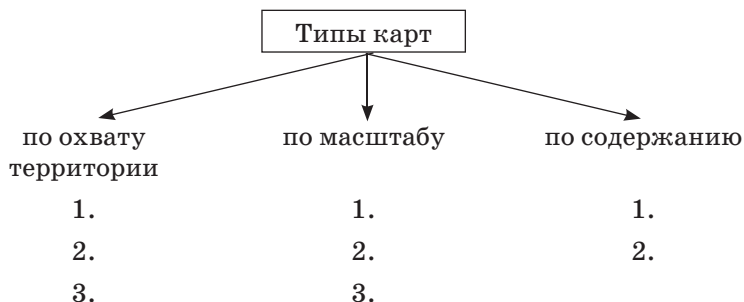 Типы карт
по охвату
территории
1.
2.
3.
по масштабу
1.
2.
3.
по содержанию
1.
2.